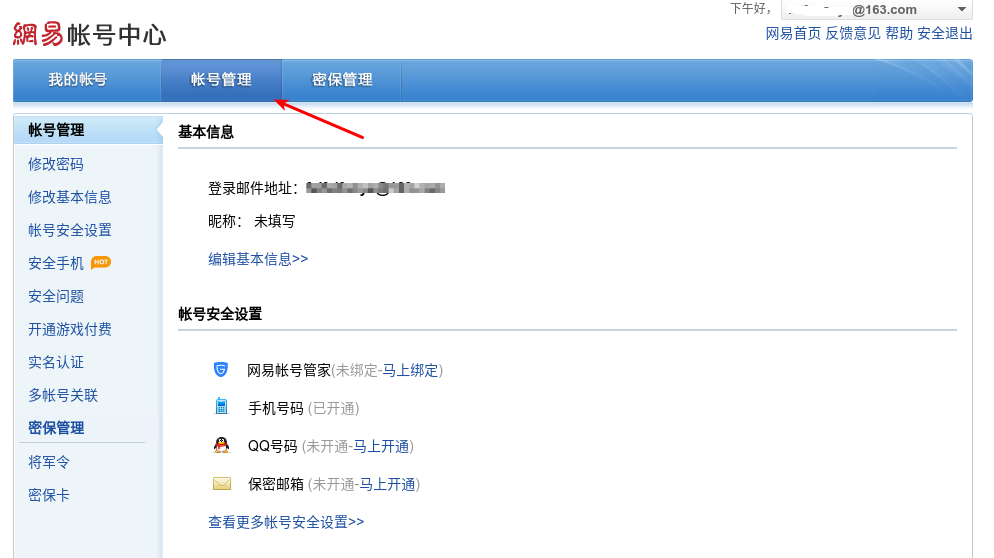 下午好，
@163.com
網易帐号中心
网易首页 反馈意见 帮助 安全退出
我的帐号 帐号管理 密保管理
帐号管理
修改密码
修改基本信息
帐号安全设置
安全手机 HOT
安全问题
开通游戏付费
实名认证
多帐号关联
密保管理
将军令
密保卡
基本信息
登录邮件地址：
昵称： 未填写
编辑基本信息>>
帐号安全设置
网易帐号管家(未绑定-马上绑定)
手机号码 (已开通)
QQ号码 (未开通-马上开通)
保密邮箱 (未开通-马上开通)
查看更多帐号安全设置>>